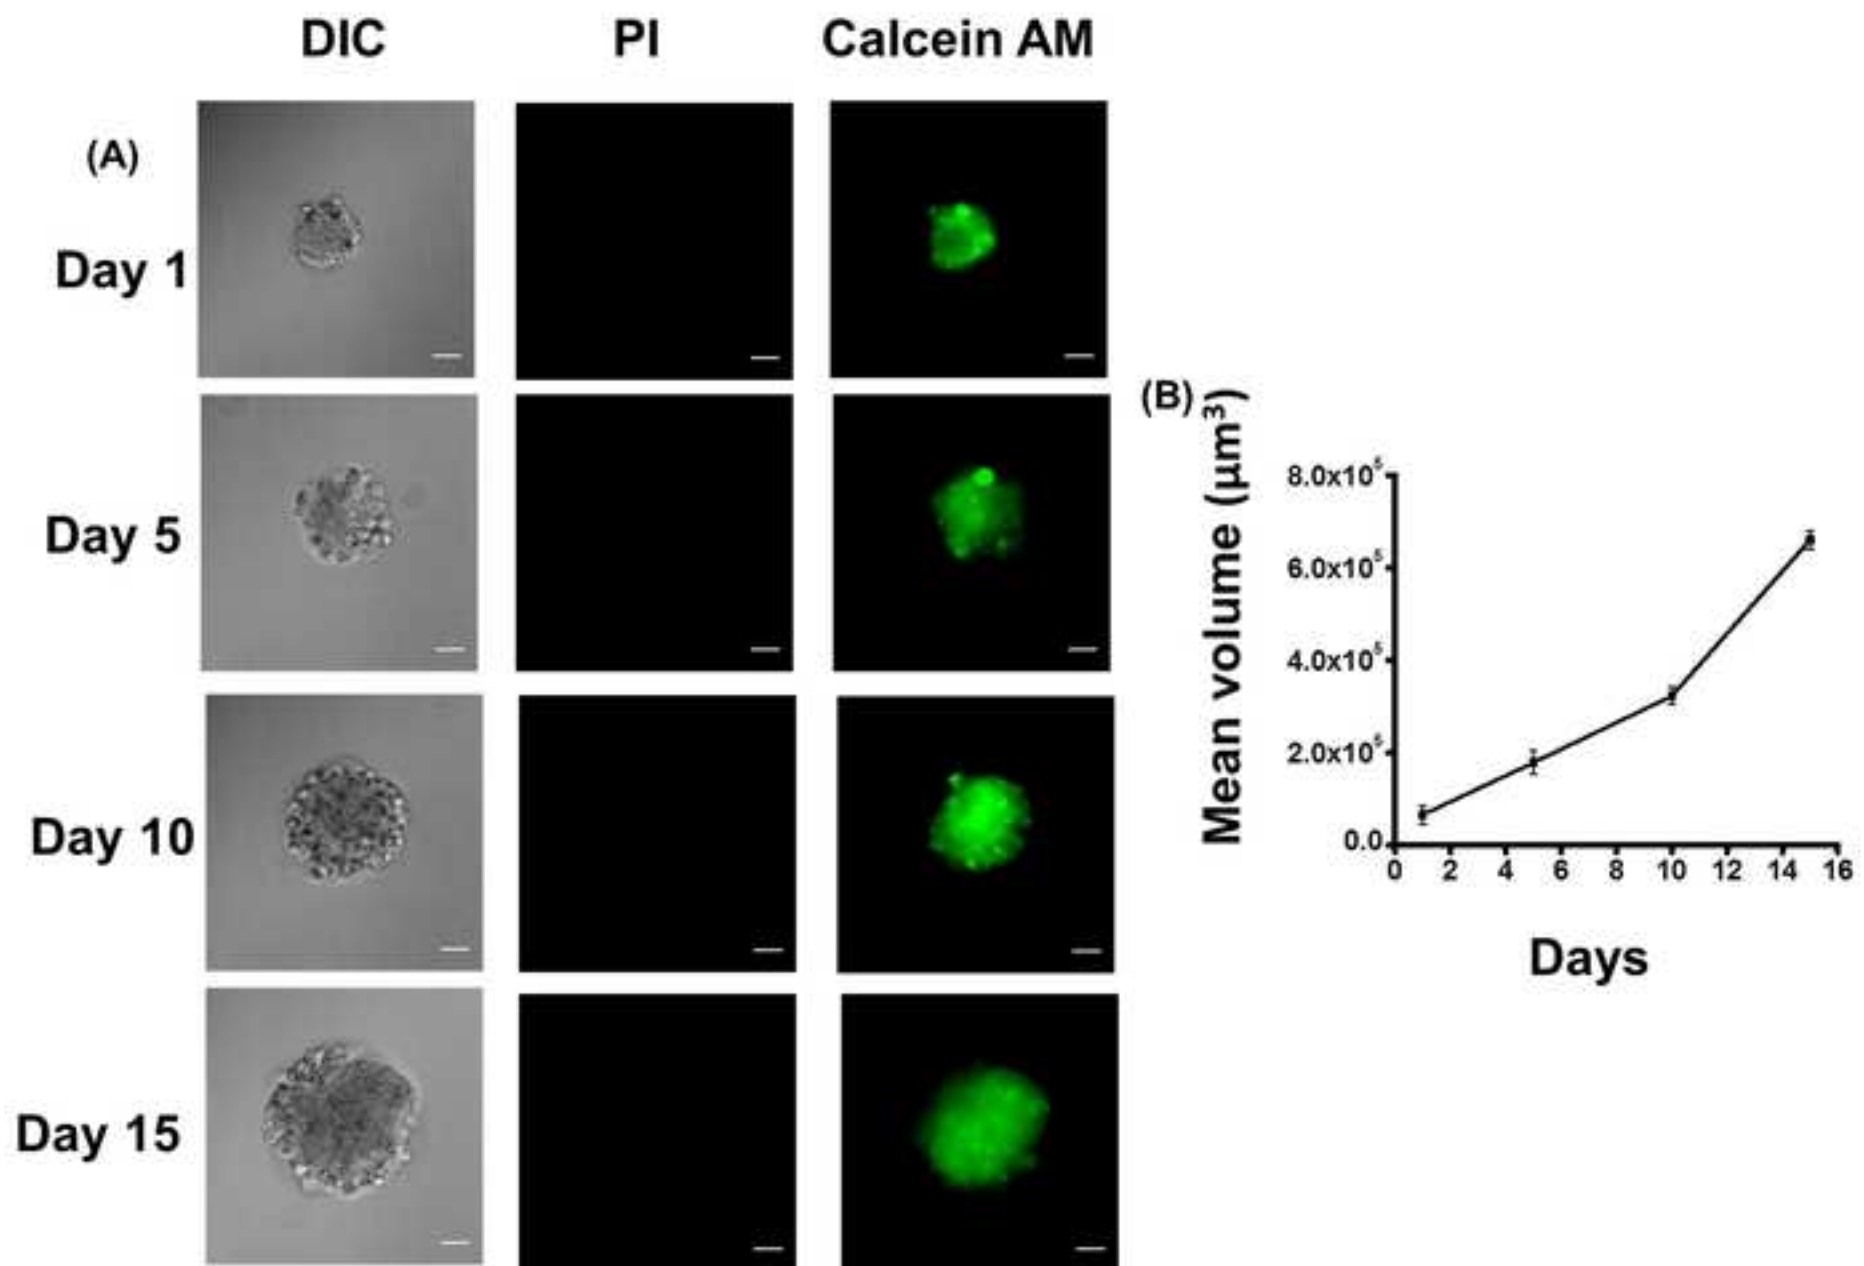 DIC PI Calcein AM
(A)
Day 1
Day 5
Day 10
Day 15
(B)
Mean volume (µm³)
8.0x10⁵
6.0x10⁵
4.0x10⁵
2.0x10⁵
0.0
0 2 4 6 8 10 12 14 16
Days